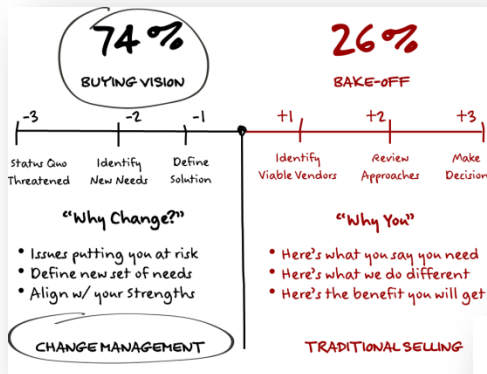 74%
26%
BUYING VISION
BAKE-OFF
-3
-2
-1
+1
+2
+3
Status Quo
Threatened
Identify
New Needs
Define
Solution
Identify
Viable Vendors
Review
Approaches
Make
Decision
"Why Change?"
• Issues putting you at risk
• Define new set of needs
• Align w/ your Strengths
"Why You"
• Here's what you say you need
• Here's what we do different
• Here's the benefit you will get
CHANGE MANAGEMENT
TRADITIONAL SELLING